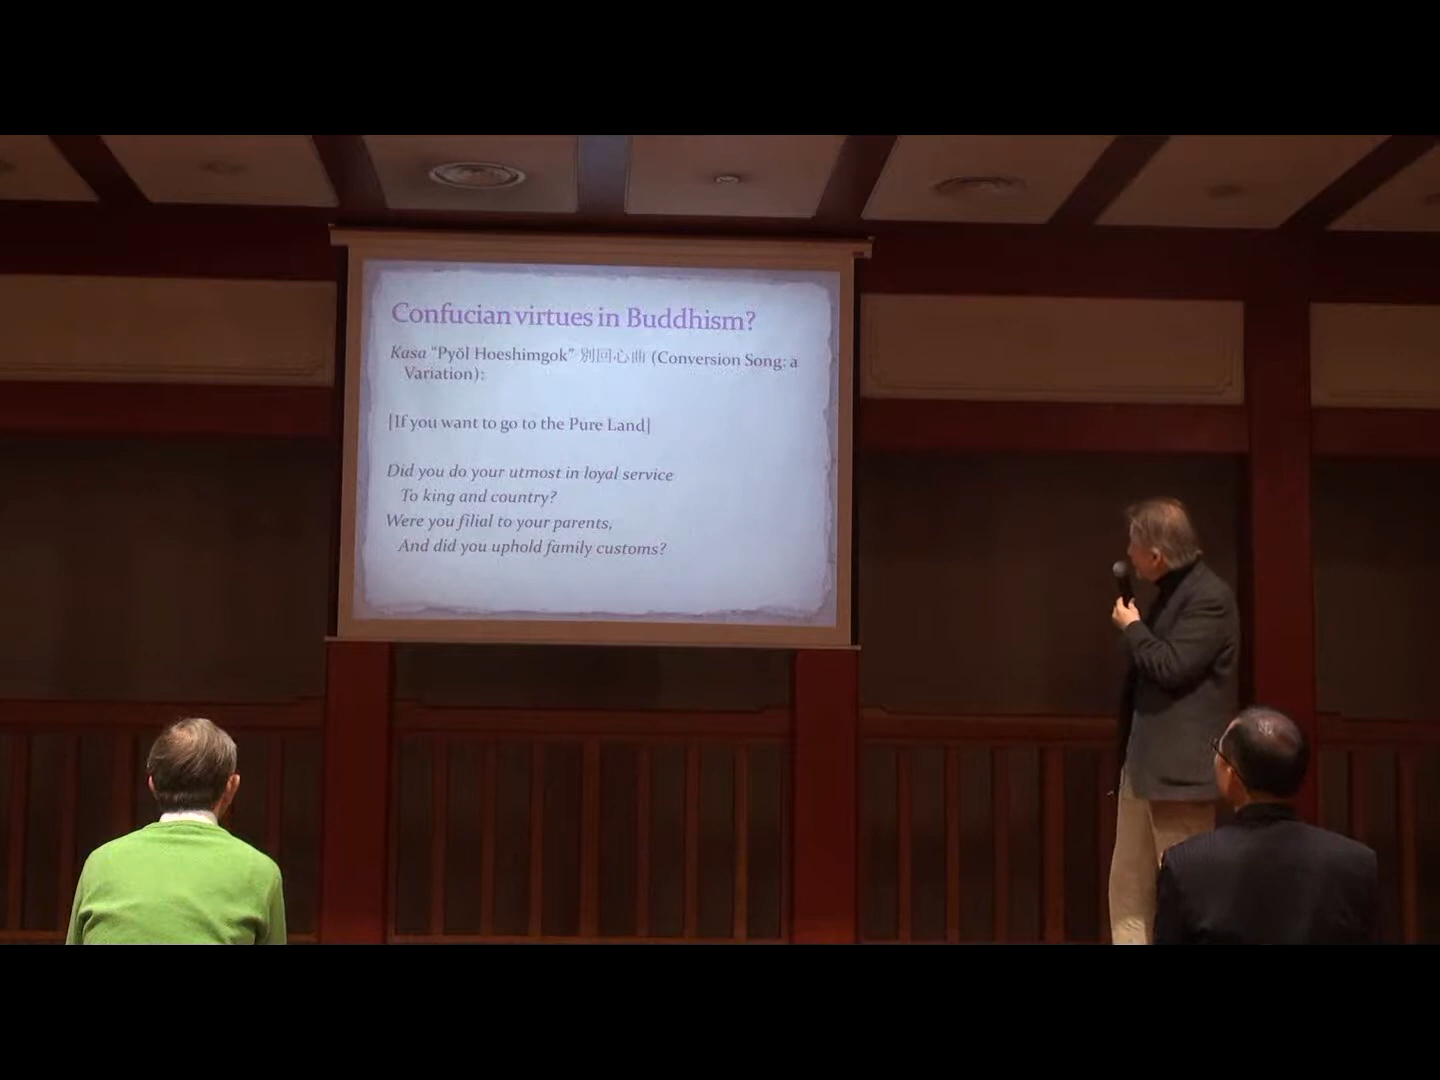 Confucian virtues in Buddhism?
Kasa “Pyŏl Hoeshimgok” 別回心曲 (Conversion Song: a
Variation):
[If you want to go to the Pure Land]
Did you do your utmost in loyal service
To king and country?
Were you filial to your parents,
And did you uphold family customs?